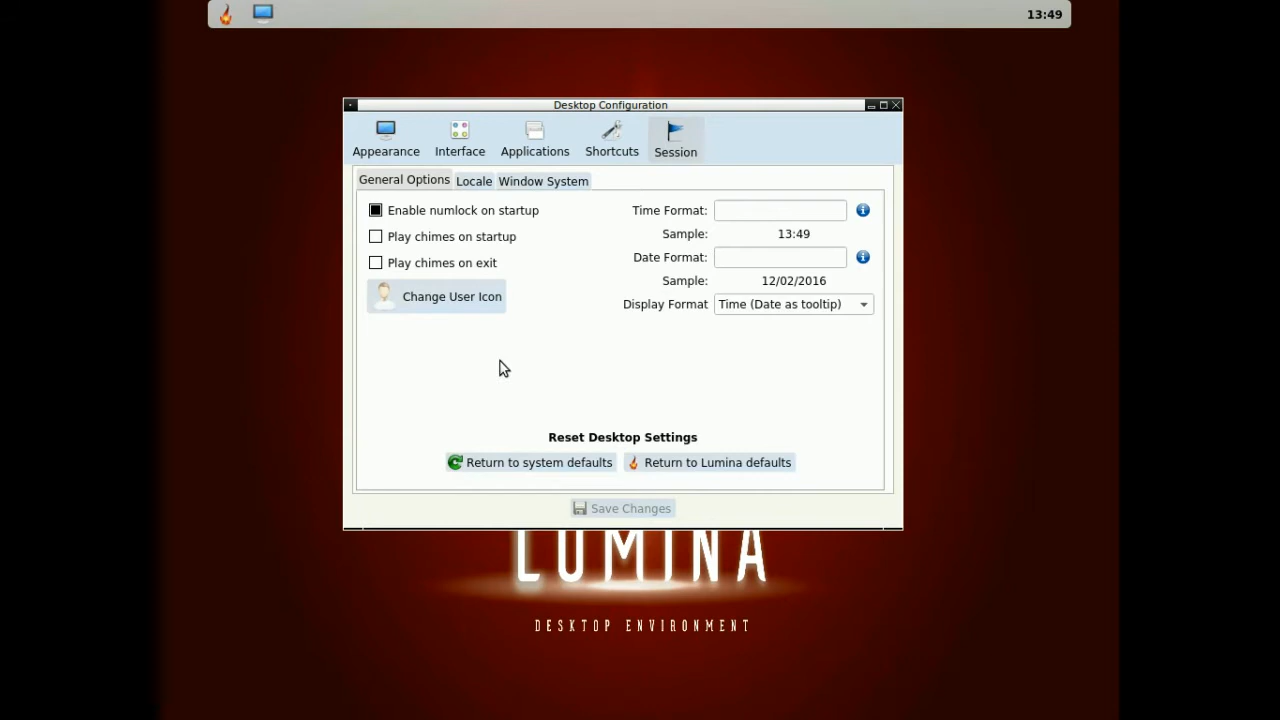 13:49
Desktop Configuration
Appearance Interface Applications Shortcuts Session
General Options Locale Window System
Enable numlock on startup
Play chimes on startup
Play chimes on exit
Change User Icon
Time Format:
Sample: 13:49
Date Format:
Sample: 12/02/2016
Display Format Time (Date as tooltip)
Reset Desktop Settings
Return to system defaults Return to Lumina defaults
Save Changes
LUMINA
DESKTOP ENVIRONMENT